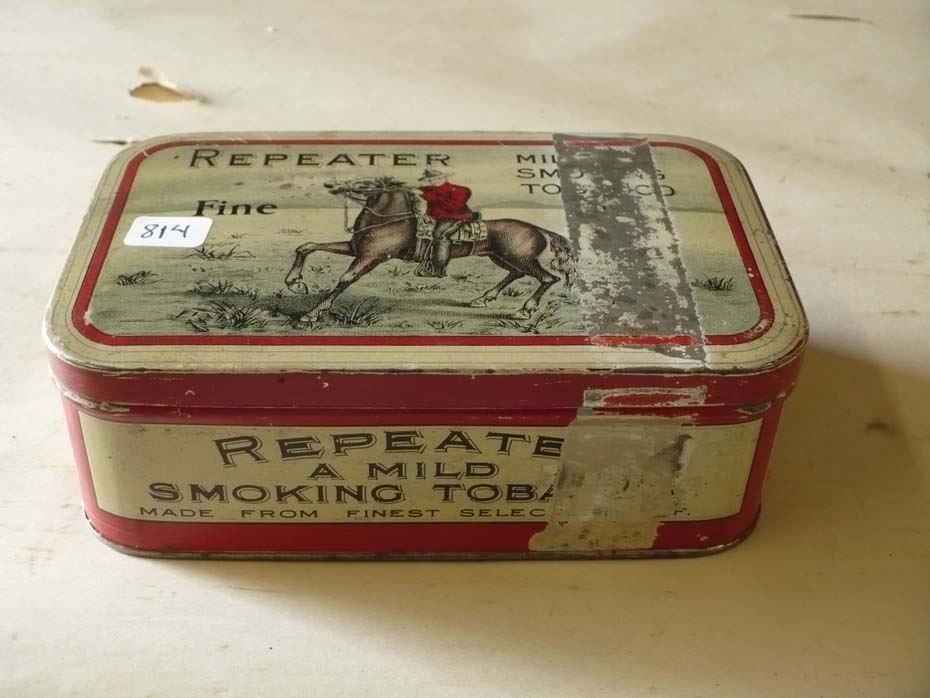 REPEATER
Fine
814
REPEATE
A MILD
SMOKING TOBA
MADE FROM FINEST SELEC